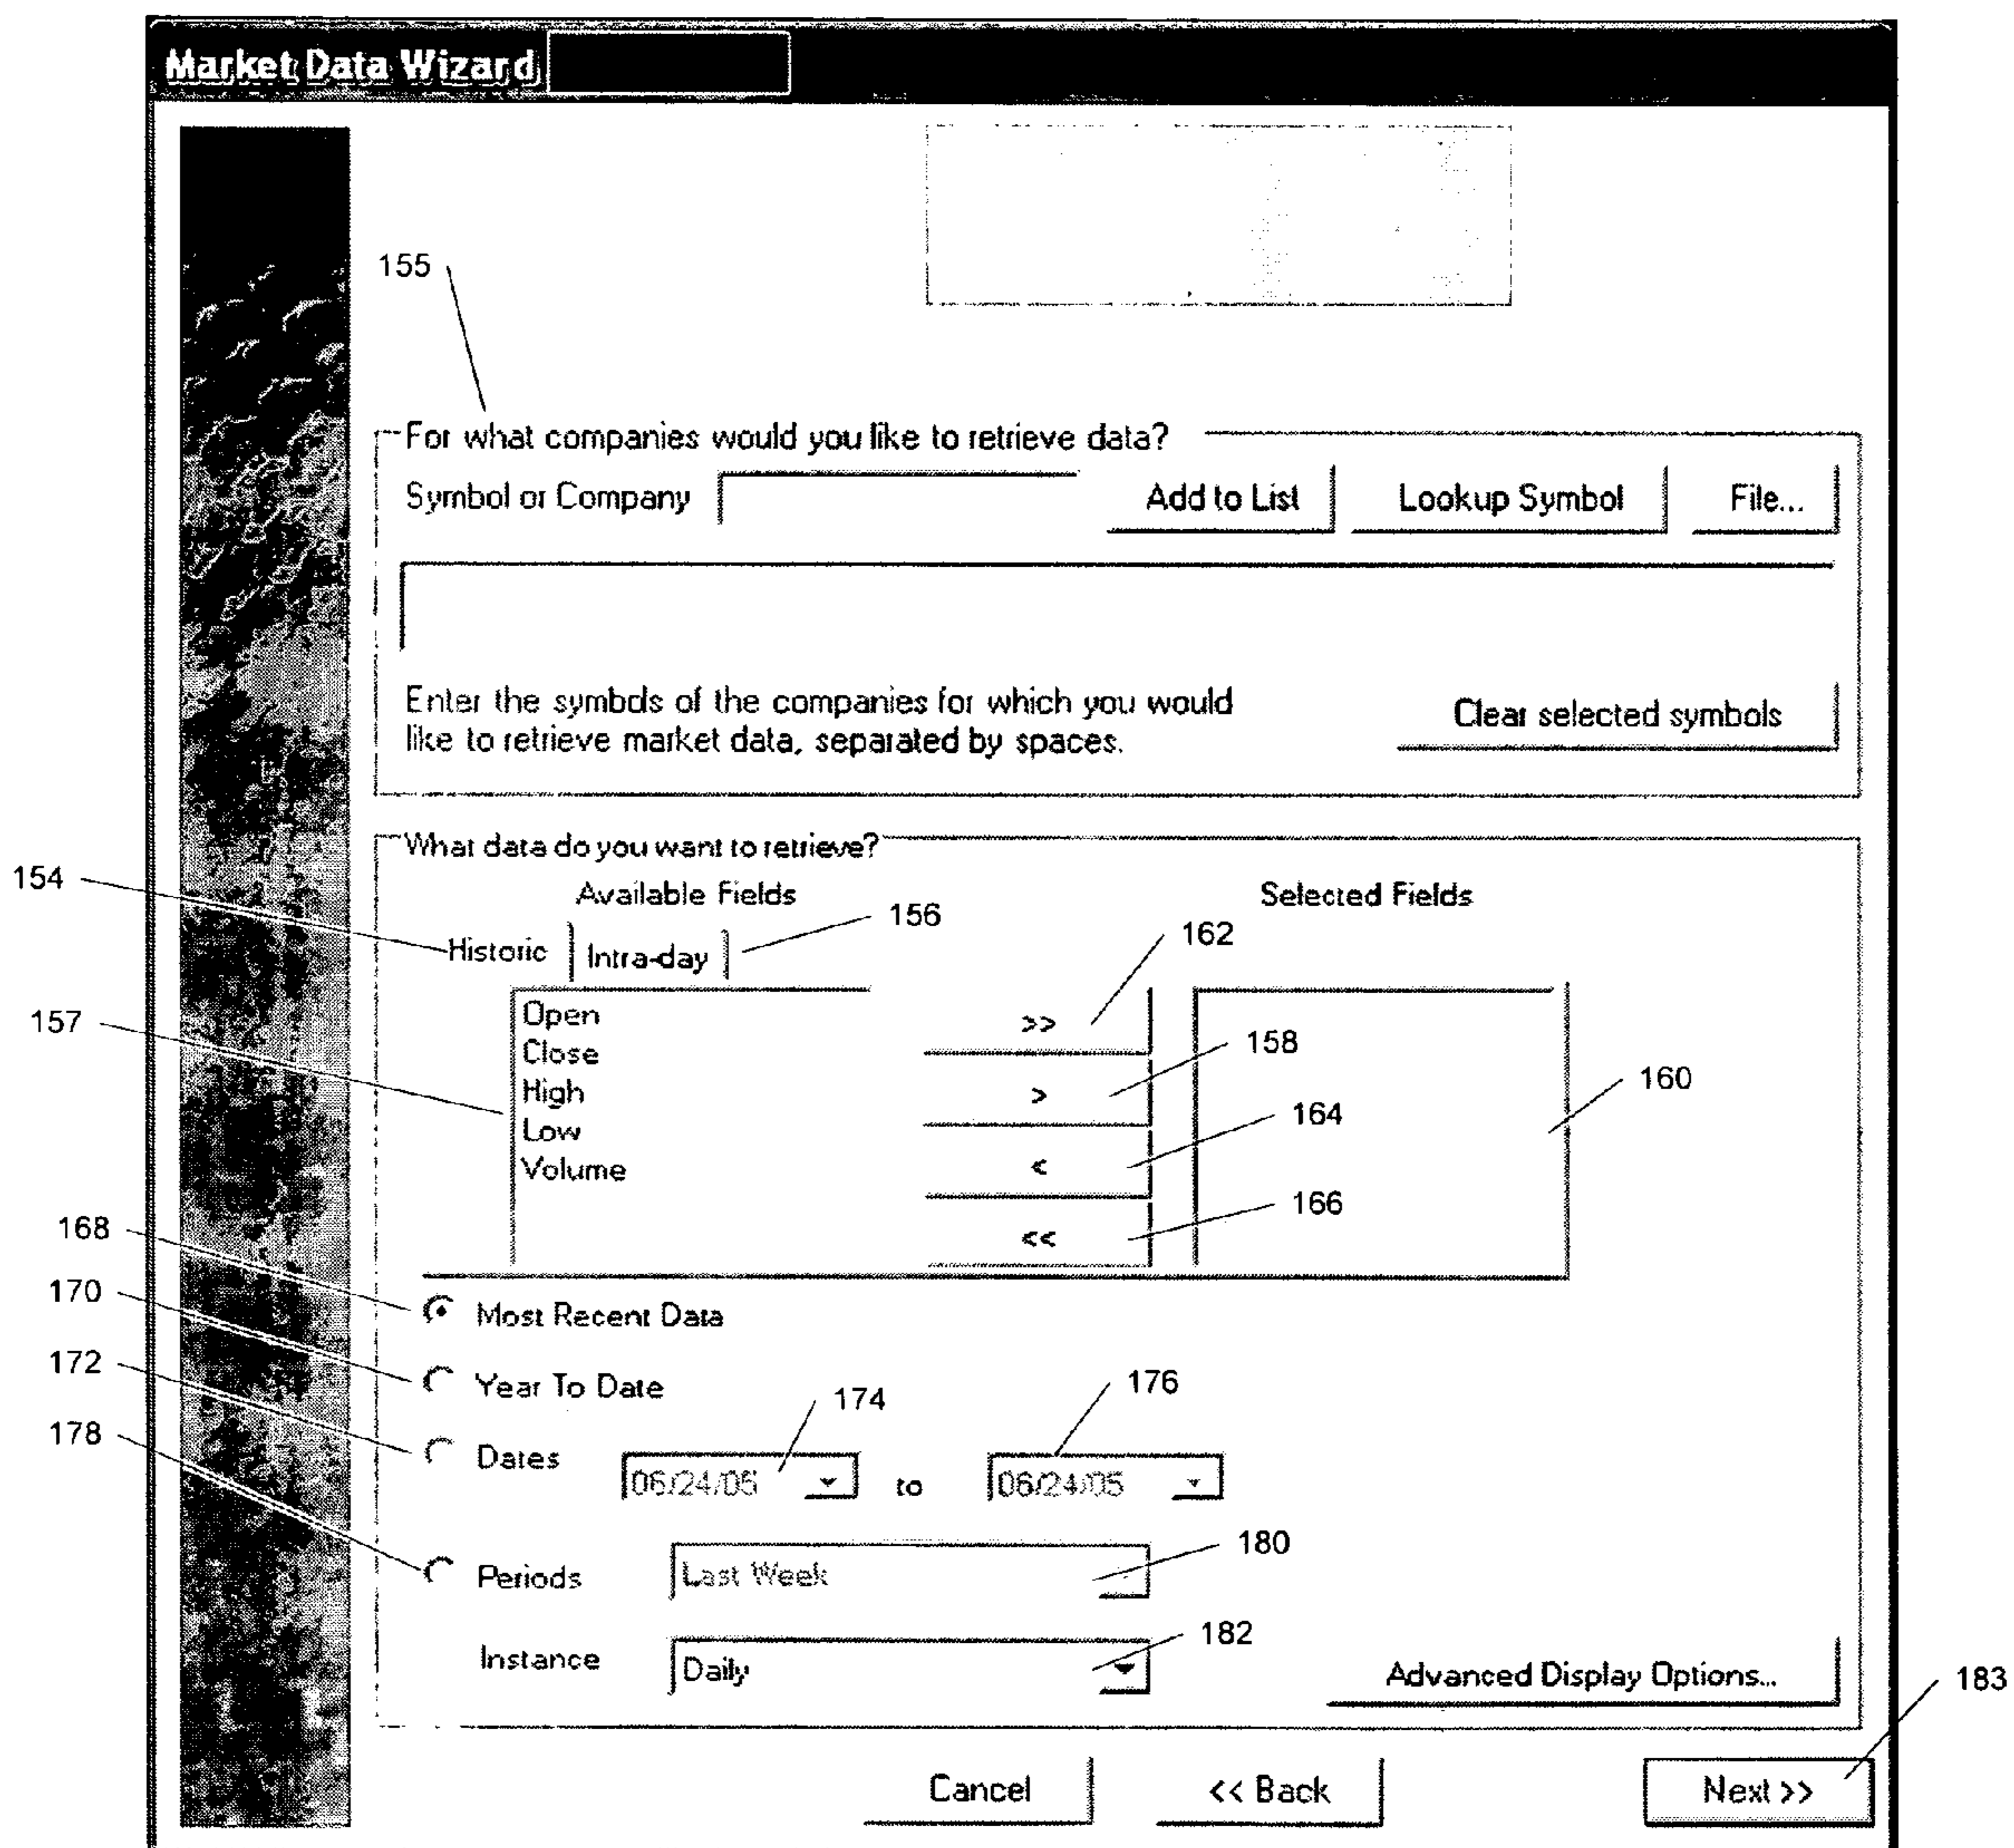 Market Data Wizard
155
For what companies would you like to retrieve data?
Symbol or Company Add to List Lookup Symbol File...
Enter the symbols of the companies for which you would
like to retrieve market data, separated by spaces.
Clear selected symbols
What data do you want to retrieve?
154
Available Fields Selected Fields
156
162
Historic Intra-day
157
Open
Close
High
Low
Volume
>>
158
>
160
164
<
166
<<
168
Most Recent Data
170
Year To Date
172
174
176
Dates 06/24/05 to 06/24/05
178
180
Periods Last Week
182
Instance Daily
Advanced Display Options...
183
Cancel << Back Next >>